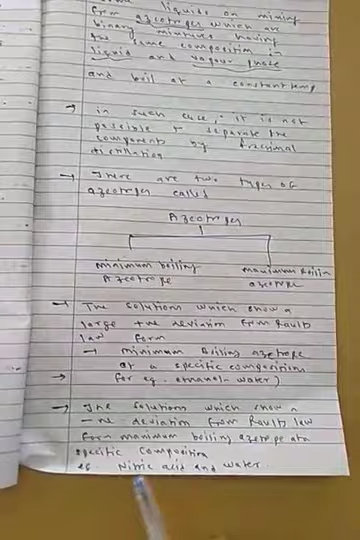 liquids on mixing
form azeotropes which are
binary mixtures having
the same composition in
liquid and vapour phase
and boil at a constant temp
→ in such case, it is not
possible to separate the
components by fractional
distillation
→ There are two types of
azeotropes called
Azeotropes
minimum boiling
Azeotrope
maximum Boilin
azeotrope
→ The solutions which show a
large +ve deviation from Raults
law form
→ minimum Boiling azeotrope
at a specific composition
→ for eg. ethanol-water)
→ The solutions which show a
-ve deviation from Raults law
form maximum boiling azeotrope at a
specific composition
eg. Nitric acid and water.